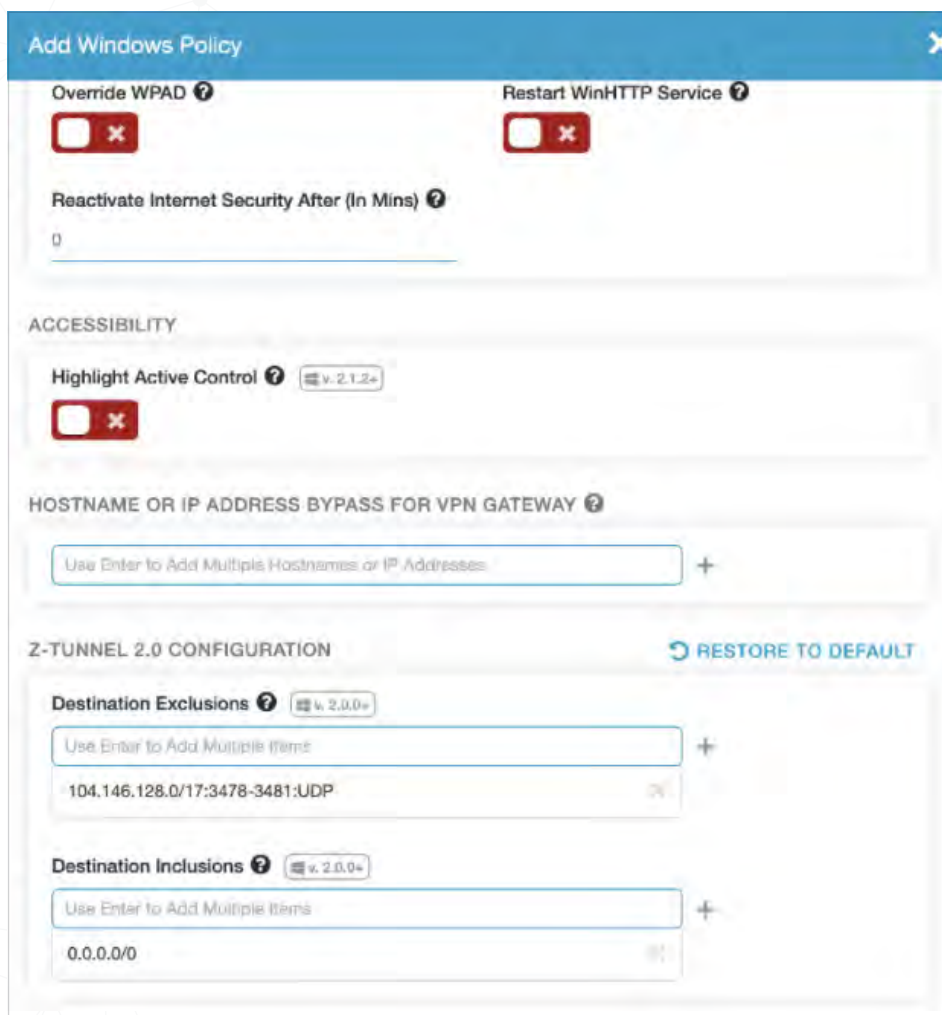 Add Windows Policy
Override WPAD
Restart WinHTTP Service
Reactivate Internet Security After (In Mins)
0
ACCESSIBILITY
Highlight Active Control v. 2.1.2+
HOSTNAME OR IP ADDRESS BYPASS FOR VPN GATEWAY
Use Enter to Add Multiple Hostnames or IP Addresses
Z-TUNNEL 2.0 CONFIGURATION
RESTORE TO DEFAULT
Destination Exclusions v. 2.0.0+
Use Enter to Add Multiple Items
104.146.128.0/17:3478-3481:UDP
Destination Inclusions v. 2.0.0+
Use Enter to Add Multiple Items
0.0.0.0/0